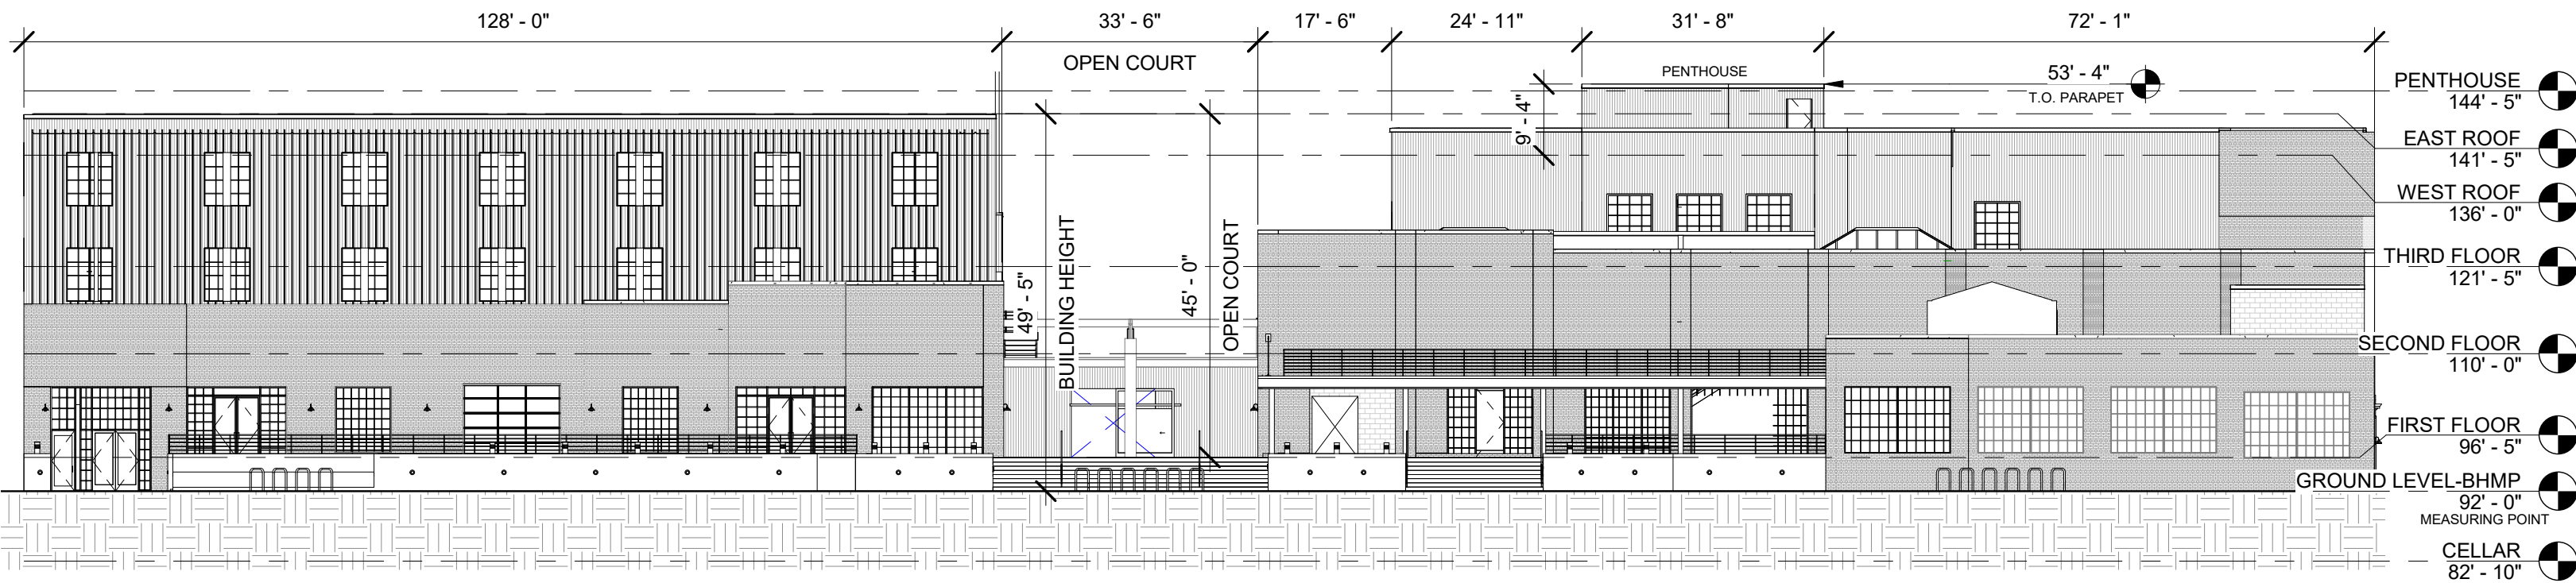 128' - 0"
33' - 6"
17' - 6"
24' - 11"
31' - 8"
72' - 1"
OPEN COURT
PENTHOUSE
53' - 4"
T.O. PARAPET
9' - 4"
49' - 5"
BUILDING HEIGHT
45' - 0"
OPEN COURT
PENTHOUSE
144' - 5"
EAST ROOF
141' - 5"
WEST ROOF
136' - 0"
THIRD FLOOR
121' - 5"
SECOND FLOOR
110' - 0"
FIRST FLOOR
96' - 5"
GROUND LEVEL-BHMP
92' - 0"
MEASURING POINT
CELLAR
82' - 10"